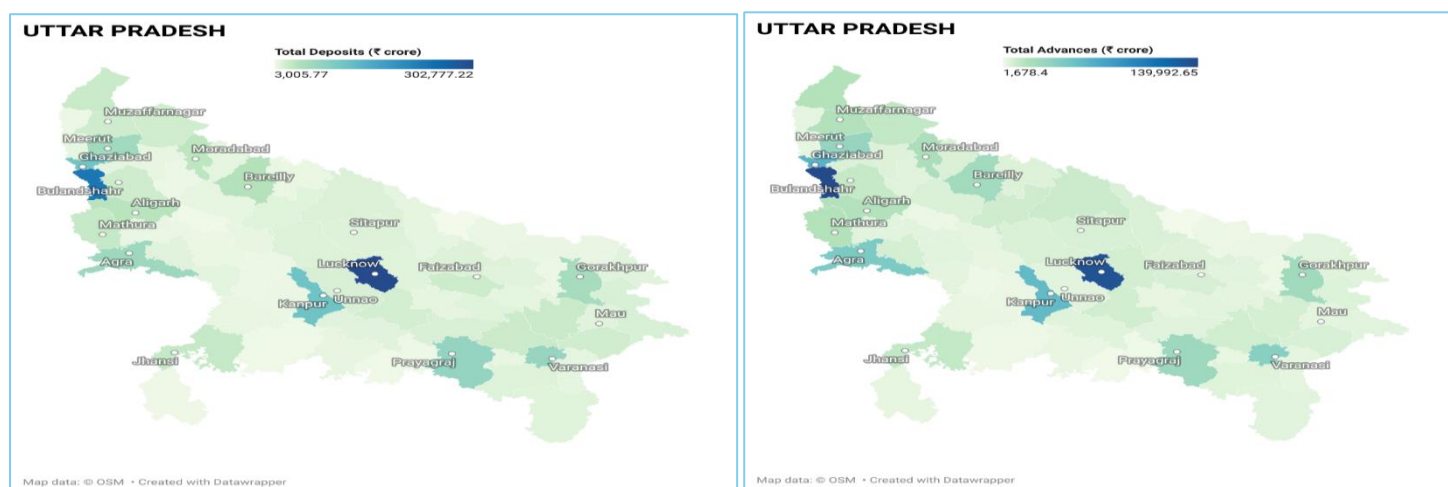 UTTAR PRADESH
Total Deposits (₹ crore)
3,005.77 302,777.22
Muzaffarnagar
Meerut
Ghaziabad
Moradabad
Bareilly
Bulandshahr
Aligarh
Mathura
Agra
Sitapur
Lucknow
Faizabad
Gorakhpur
Kanpur
Unnao
Mau
Jhansi
Prayagraj
Varanasi
Map data: © OSM • Created with Datawrapper
UTTAR PRADESH
Total Advances (₹ crore)
1,678.4 139,992.65
Muzaffarnagar
Meerut
Ghaziabad
Moradabad
Bareilly
Bulandshahr
Aligarh
Mathura
Agra
Sitapur
Lucknow
Faizabad
Gorakhpur
Kanpur
Unnao
Mau
Jhansi
Prayagraj
Varanasi
Map data: © OSM • Created with Datawrapper